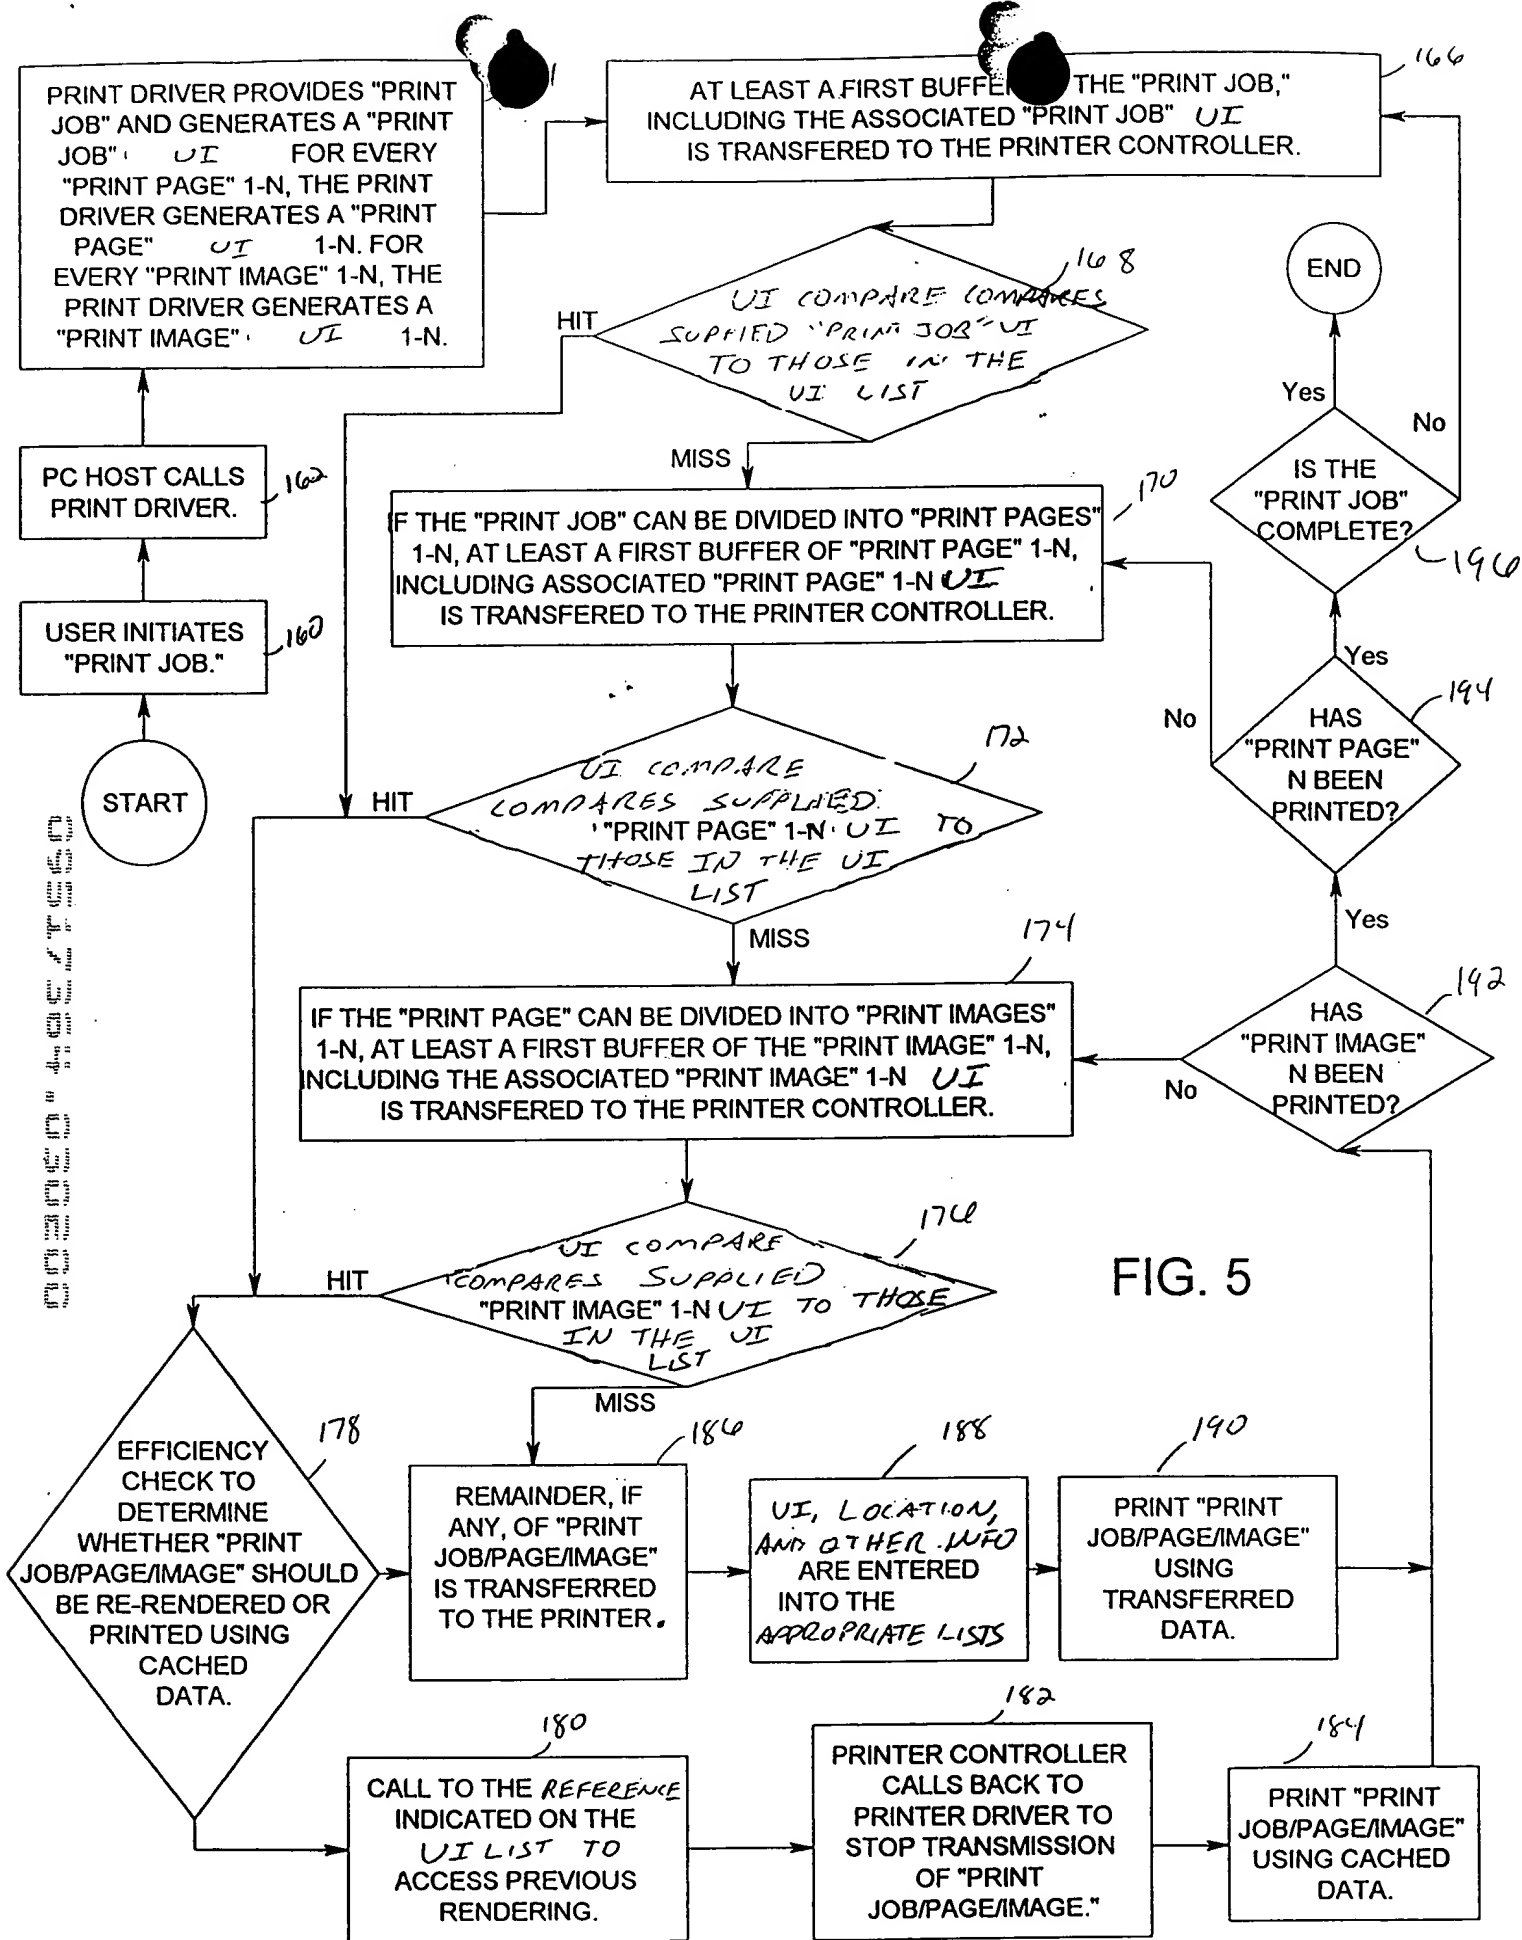 PRINT DRIVER PROVIDES "PRINT
JOB" AND GENERATES A "PRINT
JOB" UI FOR EVERY
"PRINT PAGE" 1-N, THE PRINT
DRIVER GENERATES A "PRINT
PAGE" UI 1-N. FOR
EVERY "PRINT IMAGE" 1-N, THE
PRINT DRIVER GENERATES A
"PRINT IMAGE" UI 1-N.
AT LEAST A FIRST BUFFER THE "PRINT JOB,"
INCLUDING THE ASSOCIATED "PRINT JOB" UI
IS TRANSFERED TO THE PRINTER CONTROLLER.
166
168
UI COMPARE COMPARES
SUPPIED "PRINT JOB" UI
TO THOSE IN THE
UI LIST
HIT
MISS
END
Yes
No
IS THE
"PRINT JOB"
COMPLETE?
196
PC HOST CALLS
PRINT DRIVER.
162
USER INITIATES
"PRINT JOB."
160
START
170
IF THE "PRINT JOB" CAN BE DIVIDED INTO "PRINT PAGES"
1-N, AT LEAST A FIRST BUFFER OF "PRINT PAGE" 1-N,
INCLUDING ASSOCIATED "PRINT PAGE" 1-N UI
IS TRANSFERED TO THE PRINTER CONTROLLER.
Yes
194
No
HAS
"PRINT PAGE"
N BEEN
PRINTED?
172
HIT
UI COMPARE
COMPARES SUPPLIED
"PRINT PAGE" 1-N UI TO
THOSE IN THE UI
LIST
MISS
Yes
174
IF THE "PRINT PAGE" CAN BE DIVIDED INTO "PRINT IMAGES"
1-N, AT LEAST A FIRST BUFFER OF THE "PRINT IMAGE" 1-N,
INCLUDING THE ASSOCIATED "PRINT IMAGE" 1-N UI
IS TRANSFERED TO THE PRINTER CONTROLLER.
192
HAS
"PRINT IMAGE"
N BEEN
PRINTED?
No
176
HIT
UI COMPARE
COMPARES SUPPLIED
"PRINT IMAGE" 1-N UI TO THOSE
IN THE UI
LIST
MISS
FIG. 5
178
EFFICIENCY
CHECK TO
DETERMINE
WHETHER "PRINT
JOB/PAGE/IMAGE" SHOULD
BE RE-RENDERED OR
PRINTED USING
CACHED
DATA.
186
REMAINDER, IF
ANY, OF "PRINT
JOB/PAGE/IMAGE"
IS TRANSFERRED
TO THE PRINTER.
188
UI, LOCATION,
AND OTHER INFO
ARE ENTERED
INTO THE
APPROPRIATE LISTS
190
PRINT "PRINT
JOB/PAGE/IMAGE"
USING
TRANSFERRED
DATA.
180
CALL TO THE REFERENCE
INDICATED ON THE
UI LIST TO
ACCESS PREVIOUS
RENDERING.
182
PRINTER CONTROLLER
CALLS BACK TO
PRINTER DRIVER TO
STOP TRANSMISSION
OF "PRINT
JOB/PAGE/IMAGE."
184
PRINT "PRINT
JOB/PAGE/IMAGE"
USING CACHED
DATA.